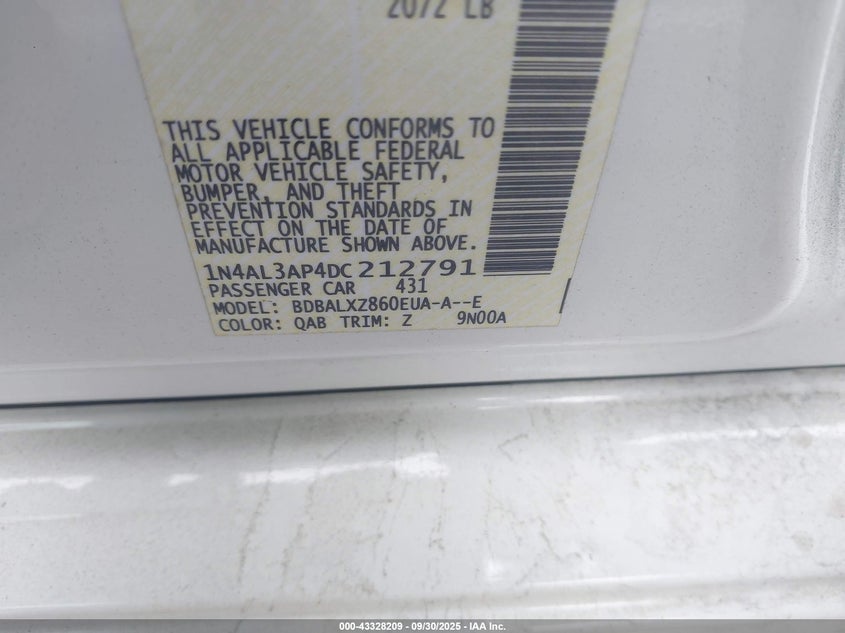 2072 LB
THIS VEHICLE CONFORMS TO
ALL APPLICABLE FEDERAL
MOTOR VEHICLE SAFETY,
BUMPER, AND THEFT
PREVENTION STANDARDS IN
EFFECT ON THE DATE OF
MANUFACTURE SHOWN ABOVE.
1N4AL3AP4DC212791
PASSENGER CAR 431
MODEL: BDBALXZ860EUA-A--E
COLOR: QAB TRIM: Z 9N00A
000-43328209 - 09/30/2025 - IAA Inc.